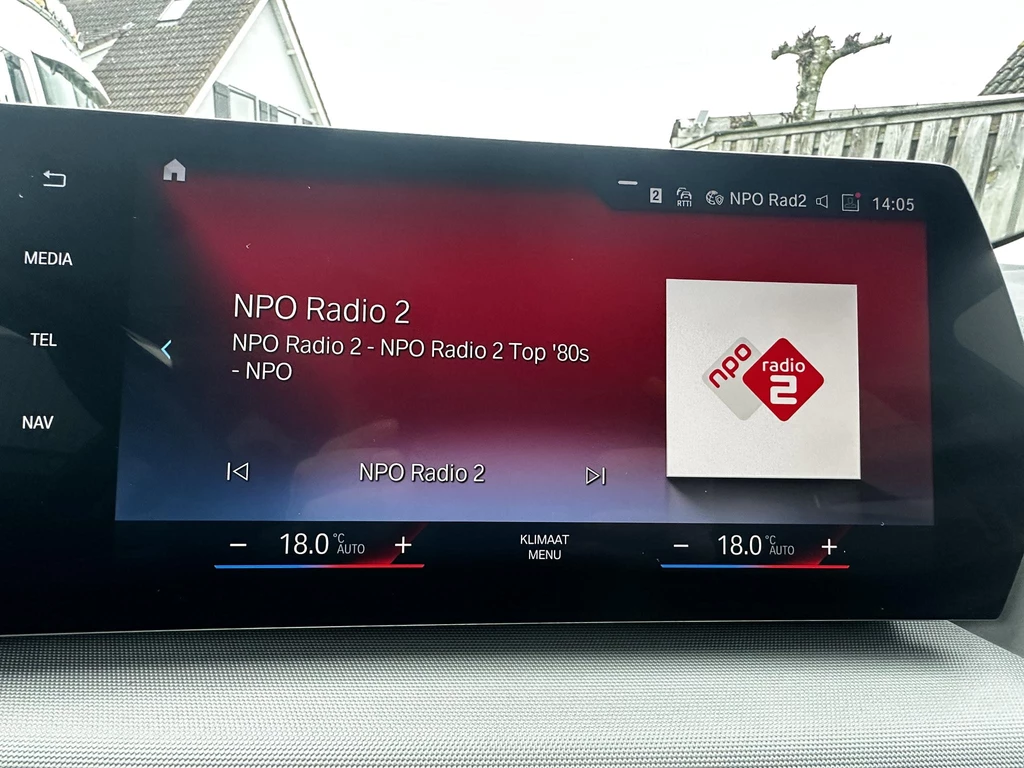 2 RTTI NPO Rad2 14:05
MEDIA
TEL
NAV
NPO Radio 2
NPO Radio 2 - NPO Radio 2 Top '80s
- NPO
npo radio 2
NPO Radio 2
− 18.0 °C AUTO +
KLIMAAT
MENU
− 18.0 °C AUTO +